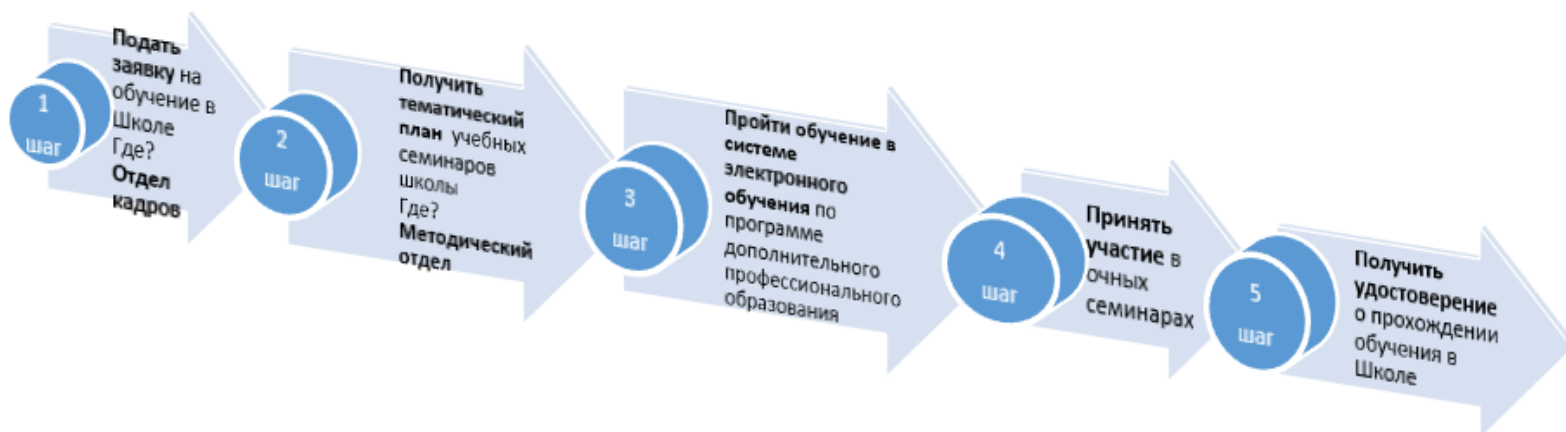 1
шаг
Подать
заявку на
обучение в
Школе
Где?
Отдел
кадров
2
шаг
Получить
тематический
план учебных
семинаров
школы
Где?
Методический
отдел
3
шаг
Пройти обучение в
системе
электронного
обучения по
программе
дополнительного
профессионального
образования
4
шаг
Принять
участие в
очных
семинарах
5
шаг
Получить
удостоверение
о прохождении
обучения в
Школе